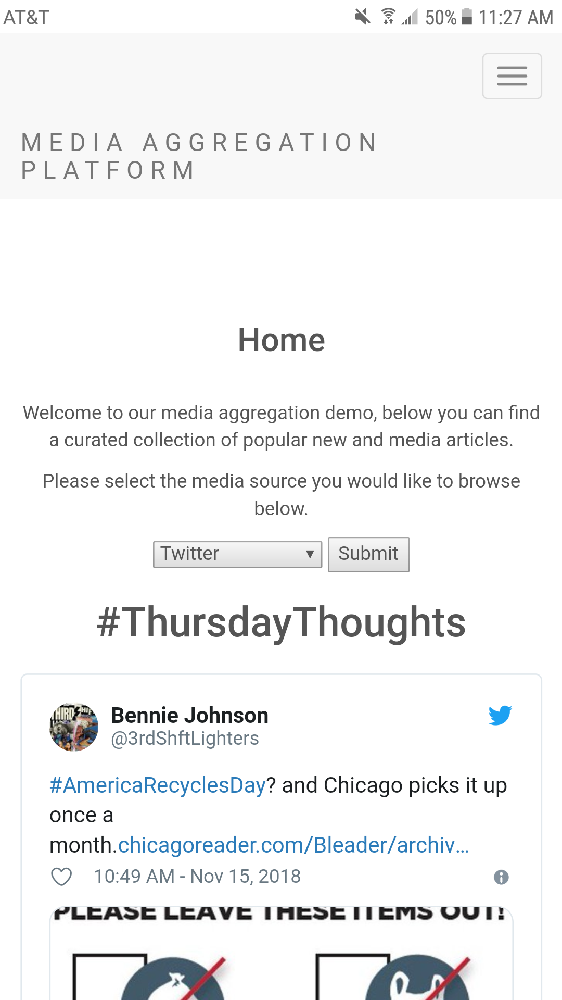 AT&T 50% 11:27 AM
MEDIA AGGREGATION
PLATFORM
Home
Welcome to our media aggregation demo, below you can find
a curated collection of popular new and media articles.
Please select the media source you would like to browse
below.
Twitter ▼ Submit
#ThursdayThoughts
Bennie Johnson
@3rdShftLighters
#AmericaRecyclesDay? and Chicago picks it up
once a
month.chicagoreader.com/Bleader/archiv…
10:49 AM - Nov 15, 2018
PLEASE LEAVE THESE ITEMS OUT!